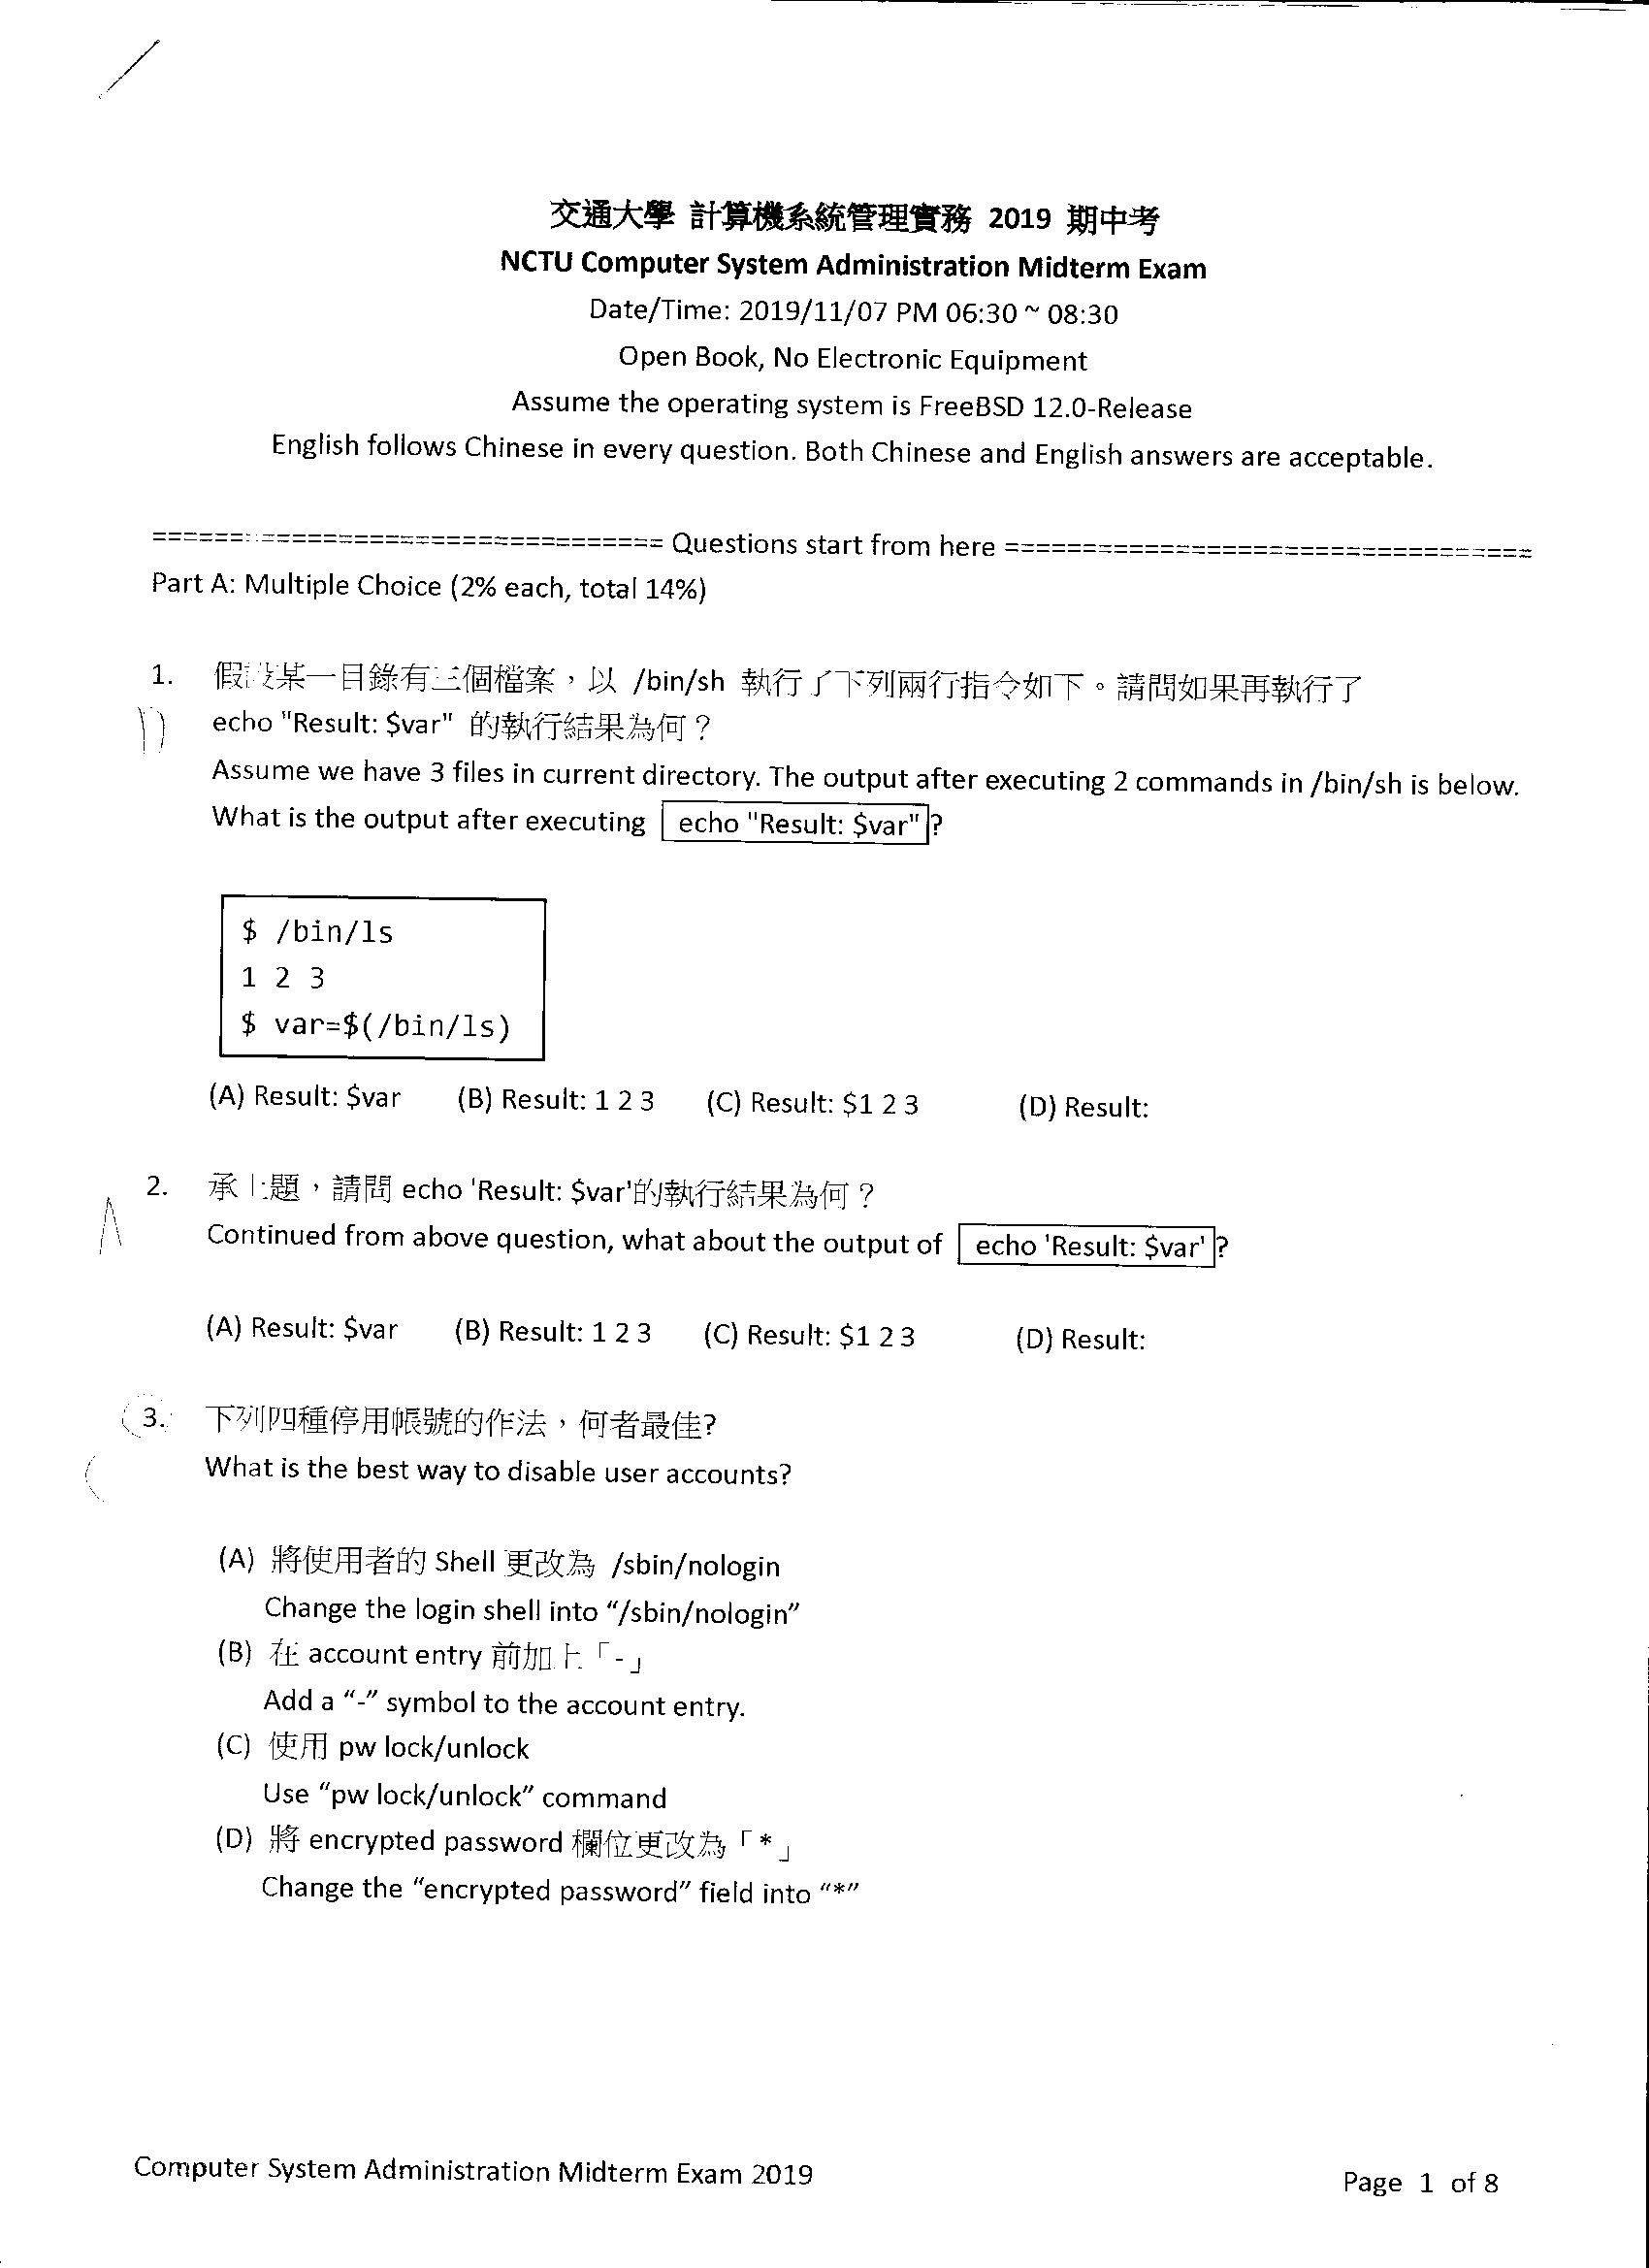 交通大學 計算機系統管理實務 2019 期中考
NCTU Computer System Administration Midterm Exam
Date/Time: 2019/11/07 PM 06:30 ~ 08:30
Open Book, No Electronic Equipment
Assume the operating system is FreeBSD 12.0-Release
English follows Chinese in every question. Both Chinese and English answers are acceptable.
================================= Questions start from here ==================================
Part A: Multiple Choice (2% each, total 14%)
1. 假設某一目錄有三個檔案，以 /bin/sh 執行了下列兩行指令如下。請問如果再執行了
D echo "Result: $var" 的執行結果為何？
Assume we have 3 files in current directory. The output after executing 2 commands in /bin/sh is below.
What is the output after executing echo "Result: $var" ?
$ /bin/ls
1 2 3
$ var=$(/bin/ls)
(A) Result: $var (B) Result: 1 2 3 (C) Result: $1 2 3 (D) Result:
2. 承上題，請問 echo 'Result: $var'的執行結果為何？
A Continued from above question, what about the output of echo 'Result: $var' ?
(A) Result: $var (B) Result: 1 2 3 (C) Result: $1 2 3 (D) Result:
3. 下列四種停用帳號的作法，何者最佳?
C What is the best way to disable user accounts?
(A) 將使用者的 Shell 更改為 /sbin/nologin
Change the login shell into “/sbin/nologin”
(B) 在 account entry 前加上「-」
Add a “-” symbol to the account entry.
(C) 使用 pw lock/unlock
Use “pw lock/unlock” command
(D) 將 encrypted password 欄位更改為「*」
Change the “encrypted password” field into “*”
Computer System Administration Midterm Exam 2019
Page 1 of 8